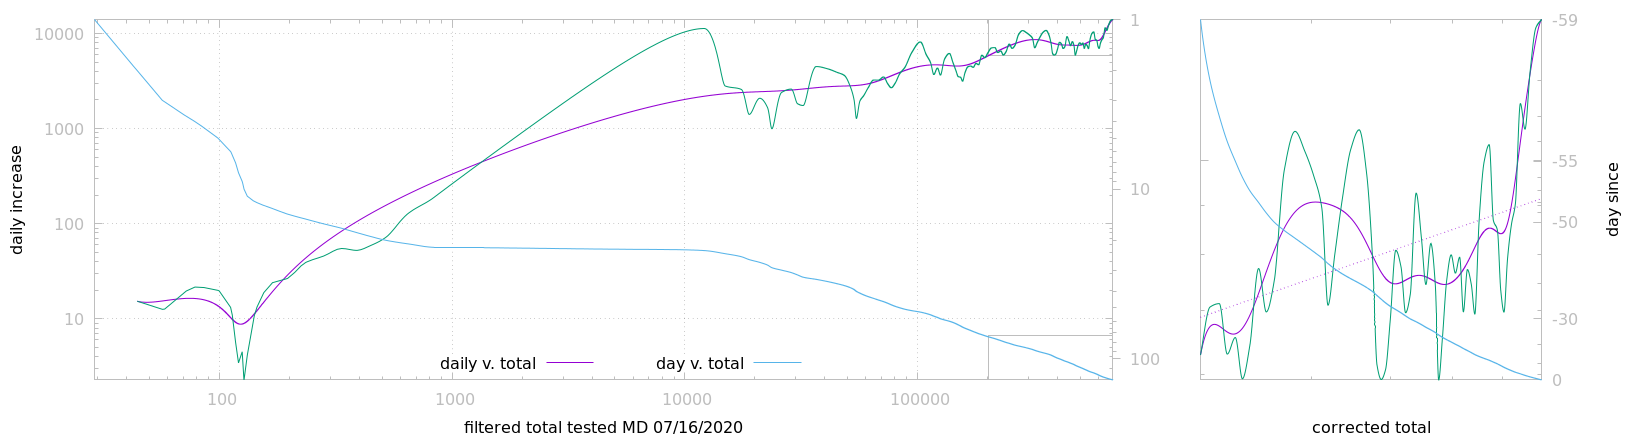 10000
1000
100
10
daily increase
1
10
100
daily v. total
day v. total
100
1000
10000
100000
filtered total tested MD 07/16/2020
-59
-55
-50
-30
0
day since
corrected total